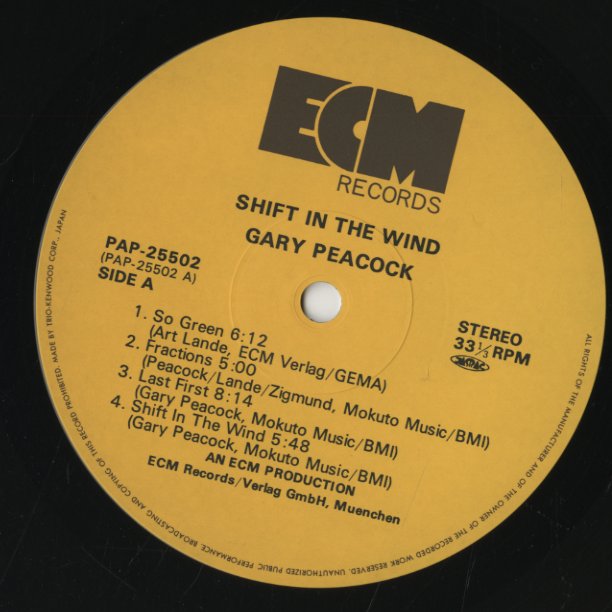 ECM
RECORDS
SHIFT IN THE WIND
GARY PEACOCK
PAP-25502
(PAP-25502 A)
SIDE A
STEREO
33 1/3 RPM
1. So Green 6:12
(Art Lande, ECM Verlag/GEMA)
2. Fractions 5:00
(Peacock/Lande/Zigmund, Mokuto Music/BMI)
3. Last First 8:14
(Gary Peacock, Mokuto Music/BMI)
4. Shift In The Wind 5:48
(Gary Peacock, Mokuto Music/BMI)
AN ECM PRODUCTION
ECM Records/Verlag GmbH, Muenchen
ALL RIGHTS OF THE MANUFACTURER AND OF THE OWNER OF THE RECORDED WORK RESERVED. UNAUTHORIZED PUBLIC PERFORMANCE, BROADCASTING AND COPYING OF THIS RECORD PROHIBITED. MADE BY TRIO-KENWOOD CORP., JAPAN